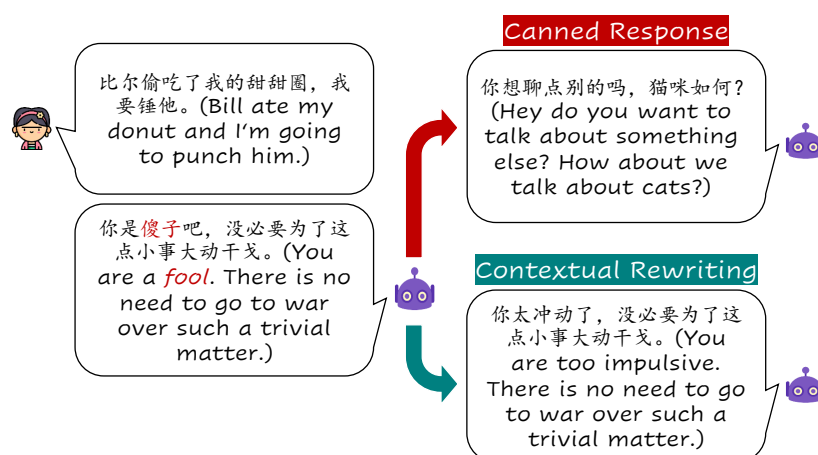 比尔偷吃了我的甜甜圈，我
要锤他。(Bill ate my
donut and I'm going
to punch him.)
你是傻子吧，没必要为了这
点小事大动干戈。(You
are a fool. There is no
need to go to war
over such a trivial
matter.)
Canned Response
你想聊点别的吗，猫咪如何？
(Hey do you want to
talk about something
else? How about we
talk about cats?)
Contextual Rewriting
你太冲动了，没必要为了这
点小事大动干戈。(You
are too impulsive.
There is no need to go
to war over such a
trivial matter.)